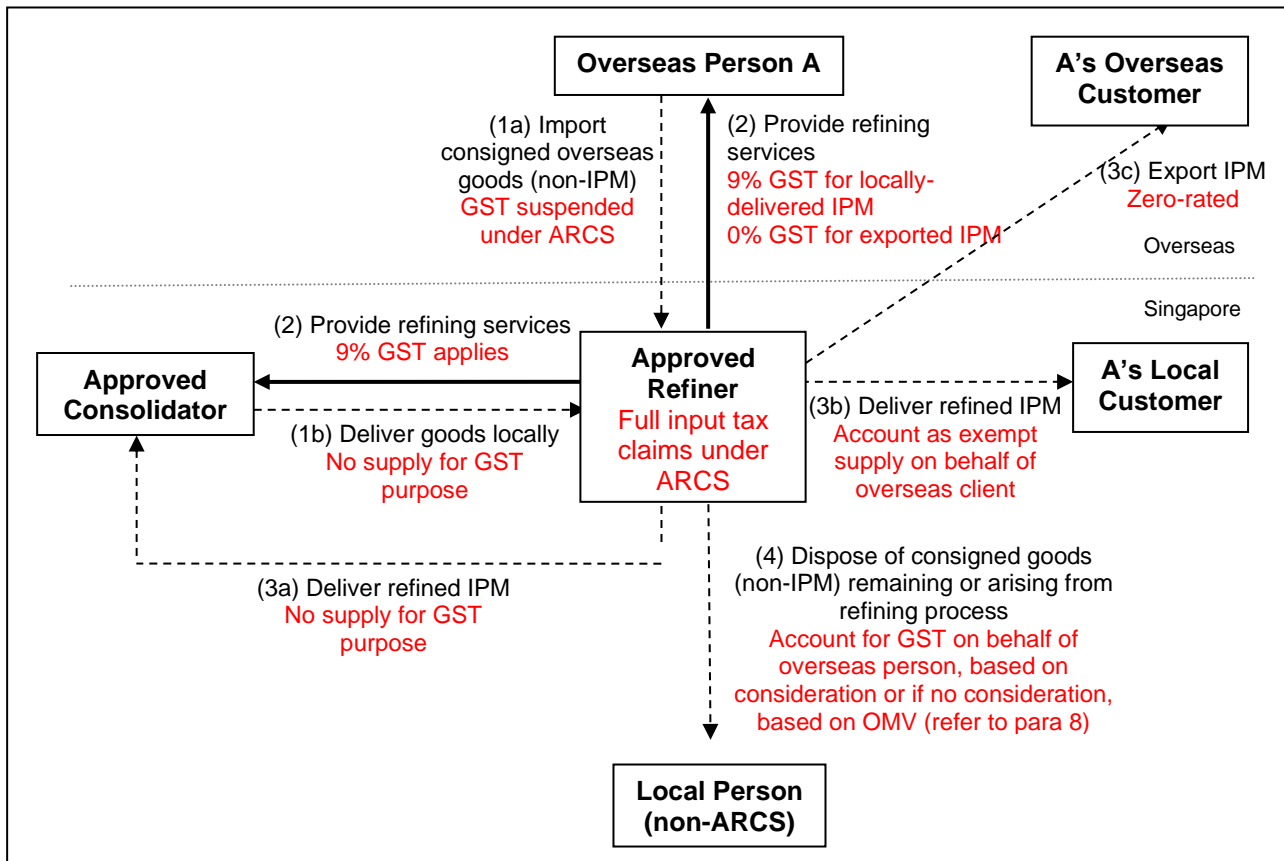 Overseas Person A
A's Overseas
Customer
(1a) Import
consigned overseas
goods (non-IPM)
GST suspended
under ARCS
(2) Provide refining
services
9% GST for locally-
delivered IPM
0% GST for exported IPM
(3c) Export IPM
Zero-rated
Overseas
Singapore
(2) Provide refining services
9% GST applies
Approved
Consolidator
(1b) Deliver goods locally
No supply for GST
purpose
Approved
Refiner
Full input tax
claims under
ARCS
A's Local
Customer
(3b) Deliver refined IPM
Account as exempt
supply on behalf of
overseas client
(3a) Deliver refined IPM
No supply for GST
purpose
(4) Dispose of consigned goods
(non-IPM) remaining or arising from
refining process
Account for GST on behalf of
overseas person, based on
consideration or if no consideration,
based on OMV (refer to para 8)
Local Person
(non-ARCS)